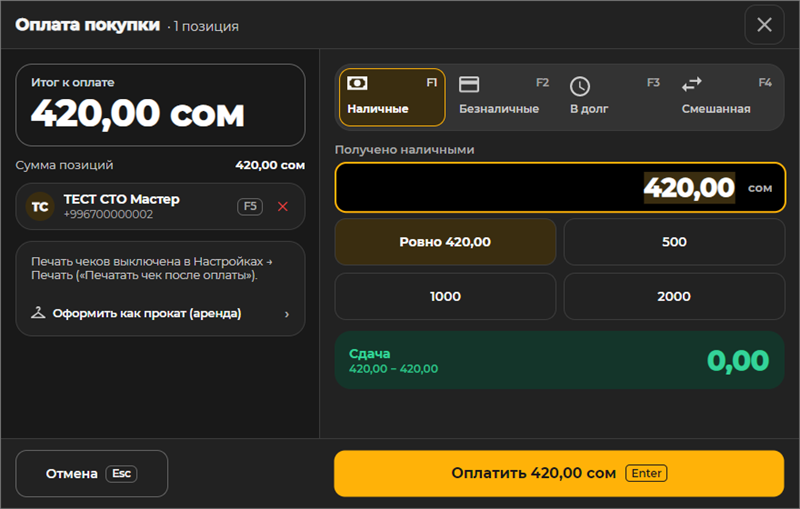 Оплата покупки · 1 позиция
Итог к оплате
420,00 сом
Сумма позиций 420,00 сом
ТС ТЕСТ СТО Мастер
+996700000002
F5
Печать чеков выключена в Настройках →
Печать («Печатать чек после оплаты»).
Оформить как прокат (аренда) ›
F1 Наличные
F2 Безналичные
F3 В долг
F4 Смешанная
Получено наличными
420,00 сом
Ровно 420,00
500
1000
2000
Сдача
420,00 − 420,00
0,00
Отмена Esc
Оплатить 420,00 сом Enter